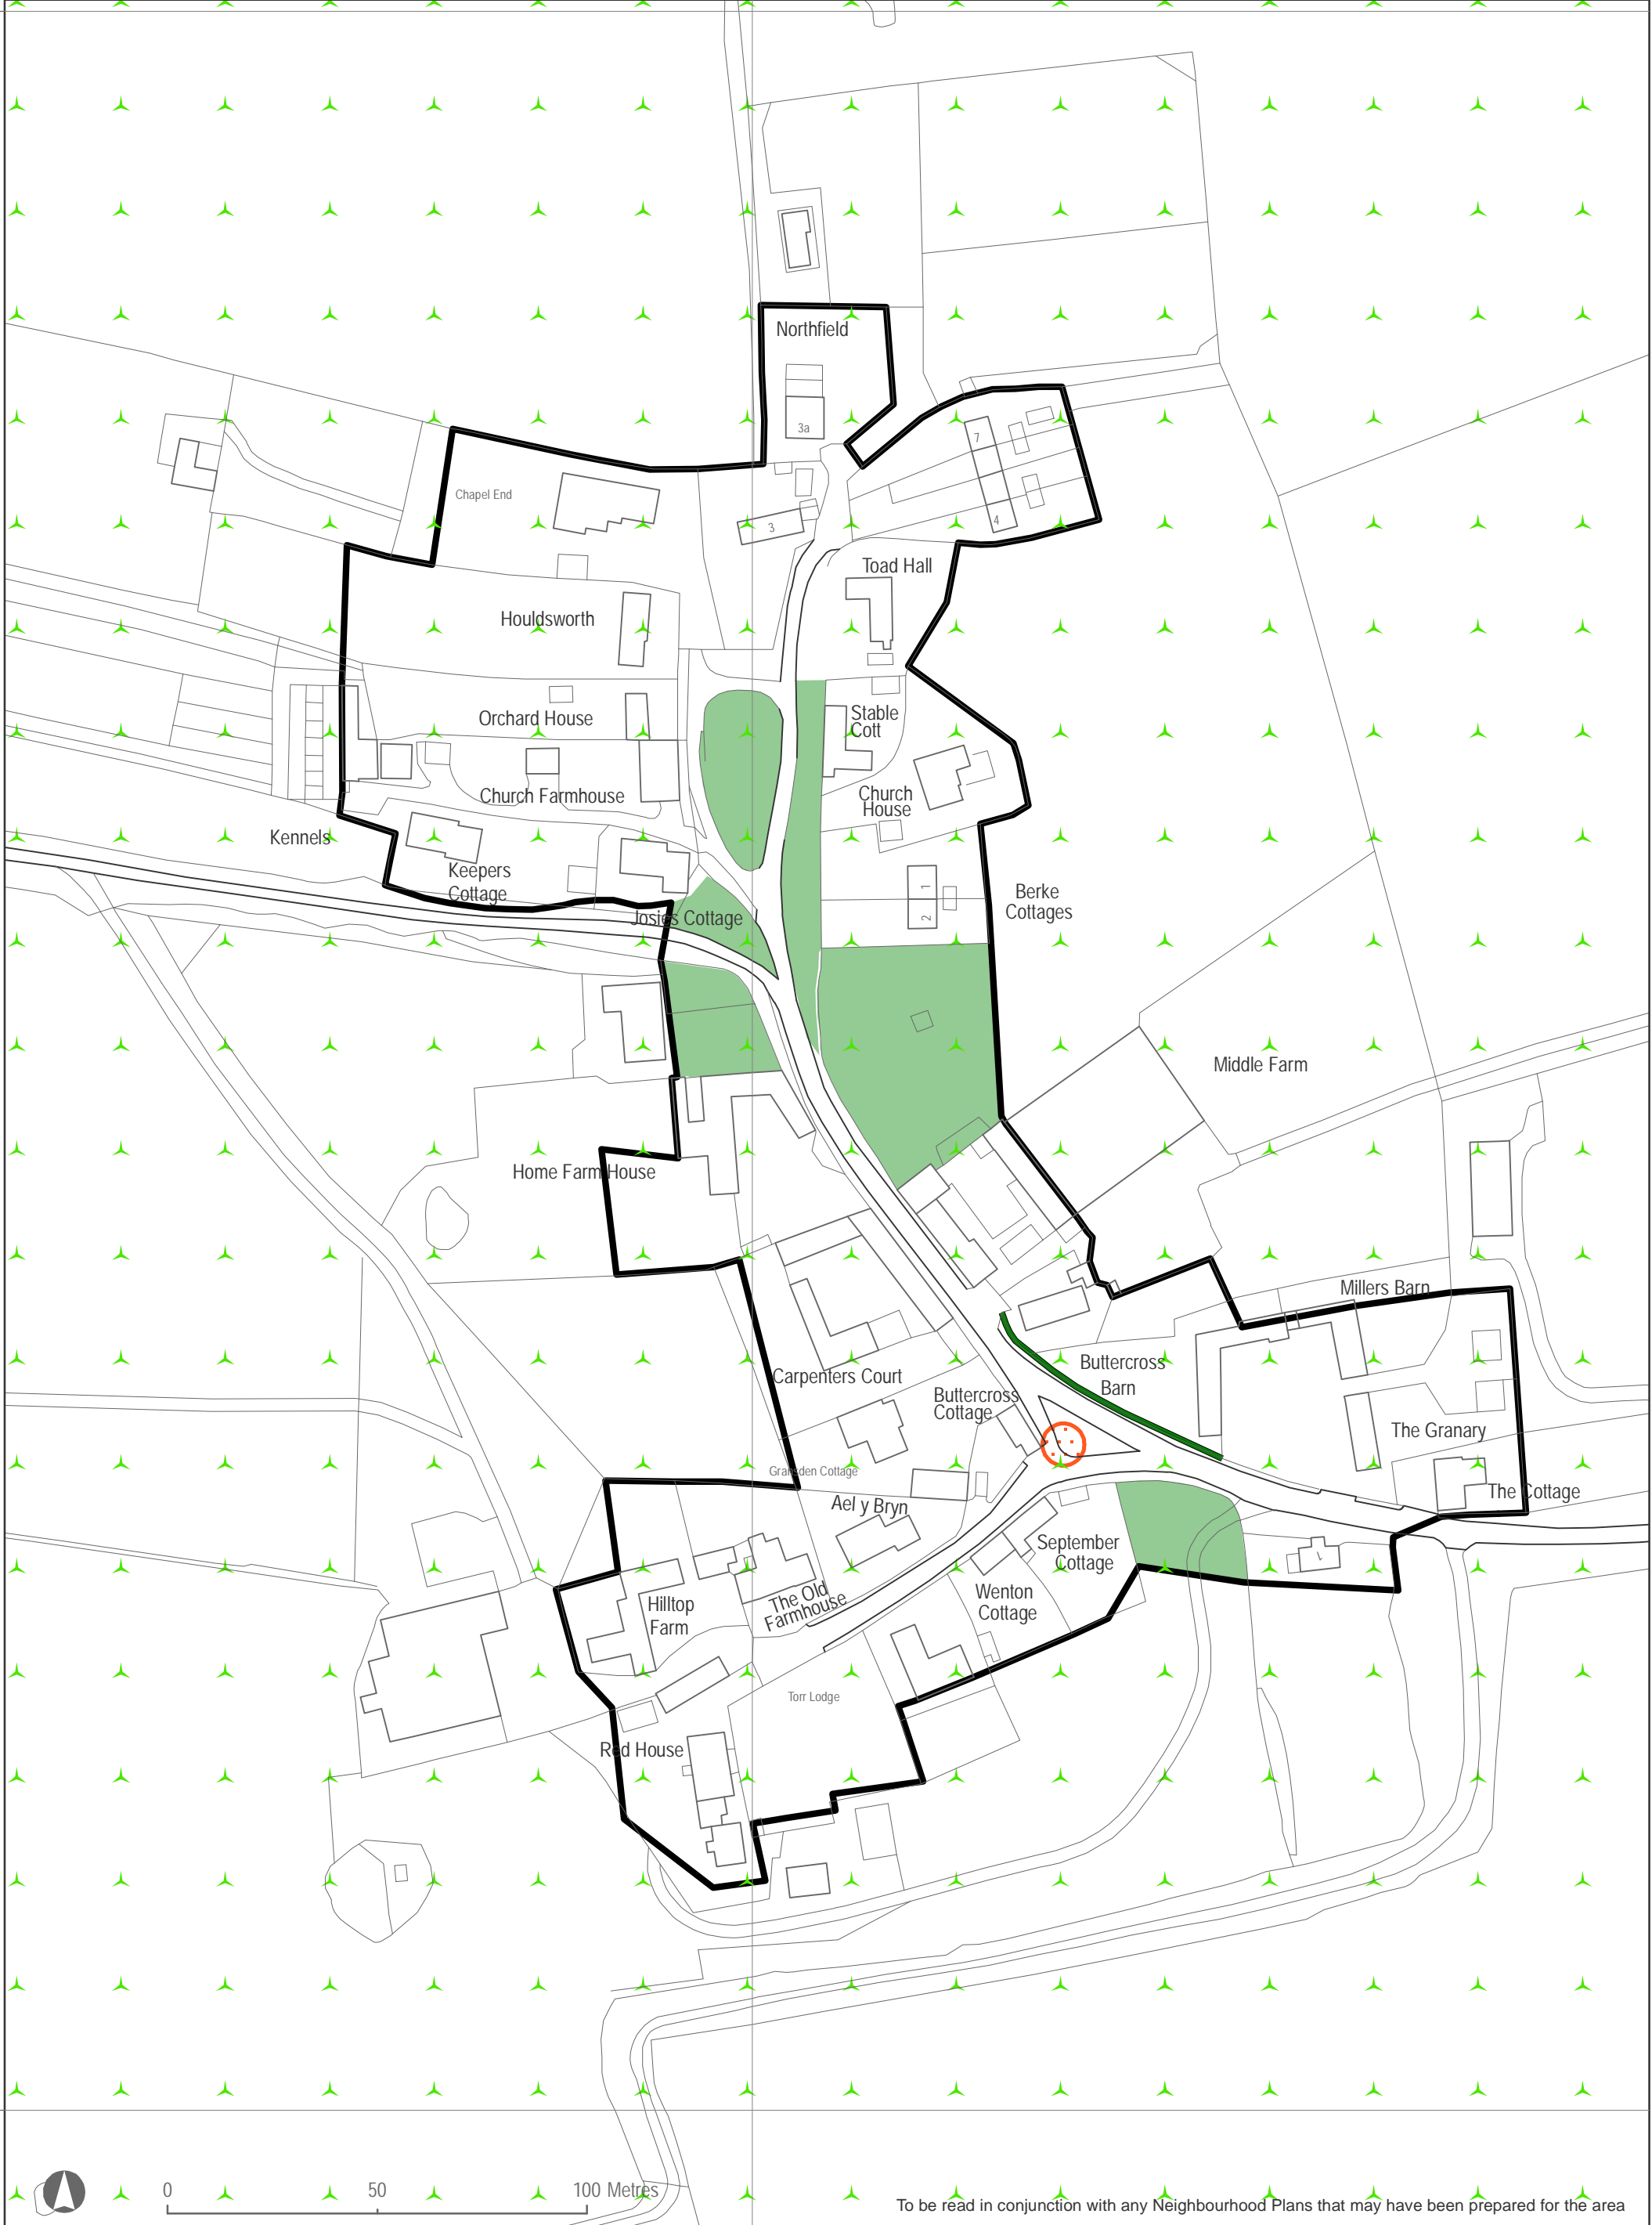 Northfield
3a
7
Chapel End
3
4
Toad Hall
Houldsworth
Orchard House
Stable
Cott
Church Farmhouse
Church
House
Kennels
Keepers
Cottage
1
2
Berke
Cottages
Josies Cottage
Middle Farm
Home Farm House
Millers Barn
Buttercross
Barn
Carpenters Court
Buttercross
Cottage
The Granary
Gransden Cottage
The Cottage
Ael y Bryn
September
Cottage
1
Wenton
Cottage
The Old
Farmhouse
Hilltop
Farm
Torr Lodge
Red House
0 50 100 Metres
To be read in conjunction with any Neighbourhood Plans that may have been prepared for the area